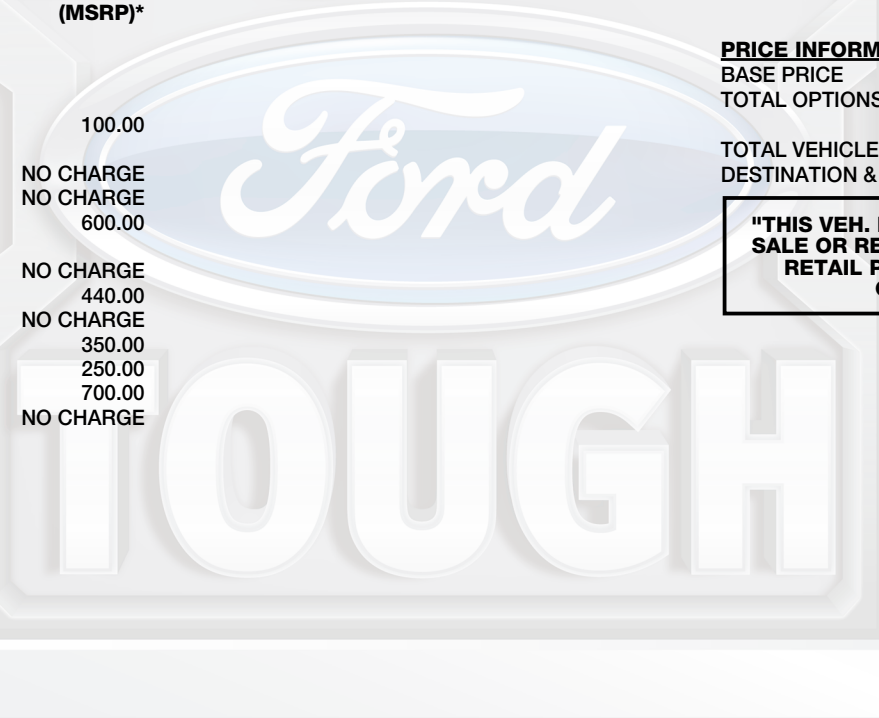 (MSRP)*
100.00
NO CHARGE
NO CHARGE
600.00
NO CHARGE
440.00
NO CHARGE
350.00
250.00
700.00
NO CHARGE
PRICE
BASE PRICE
TOTAL OPTIONS
TOTAL VEHICLE
DESTINATION &
"THIS VEH.
SALE OR
RETAIL
Ford
TOUGH